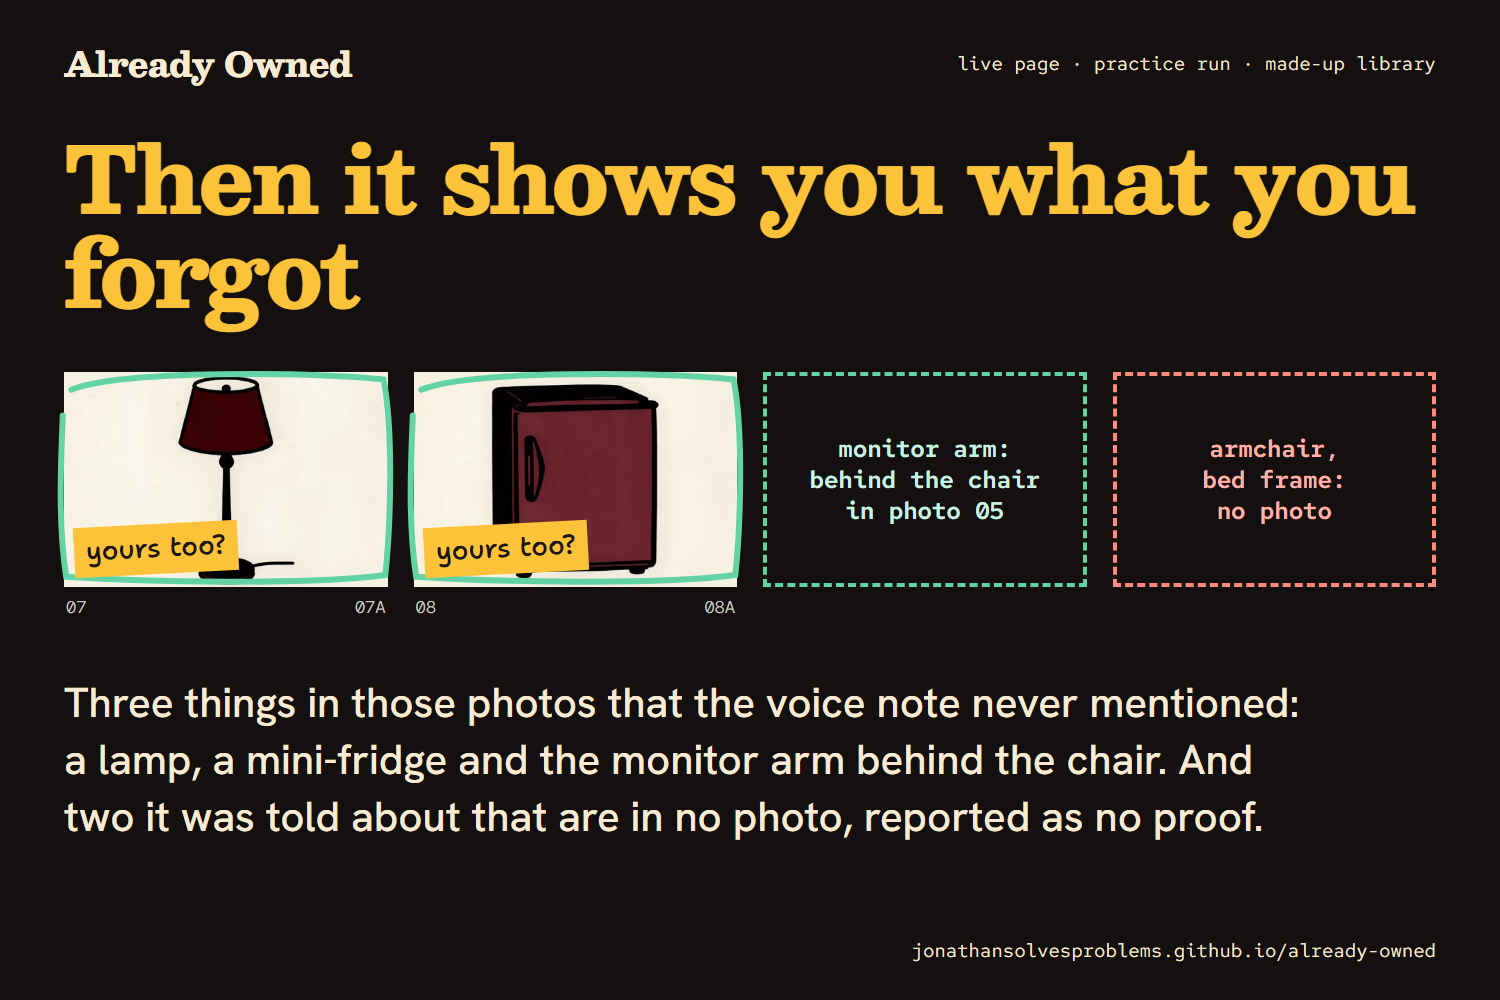 Already Owned
live page · practice run · made-up library
Then it shows you what you
forgot
yours too?
yours too?
monitor arm:
behind the chair
in photo 05
armchair,
bed frame:
no photo
07 07A 08 08A
Three things in those photos that the voice note never mentioned:
a lamp, a mini-fridge and the monitor arm behind the chair. And
two it was told about that are in no photo, reported as no proof.
jonathansolvesproblems.github.io/already-owned